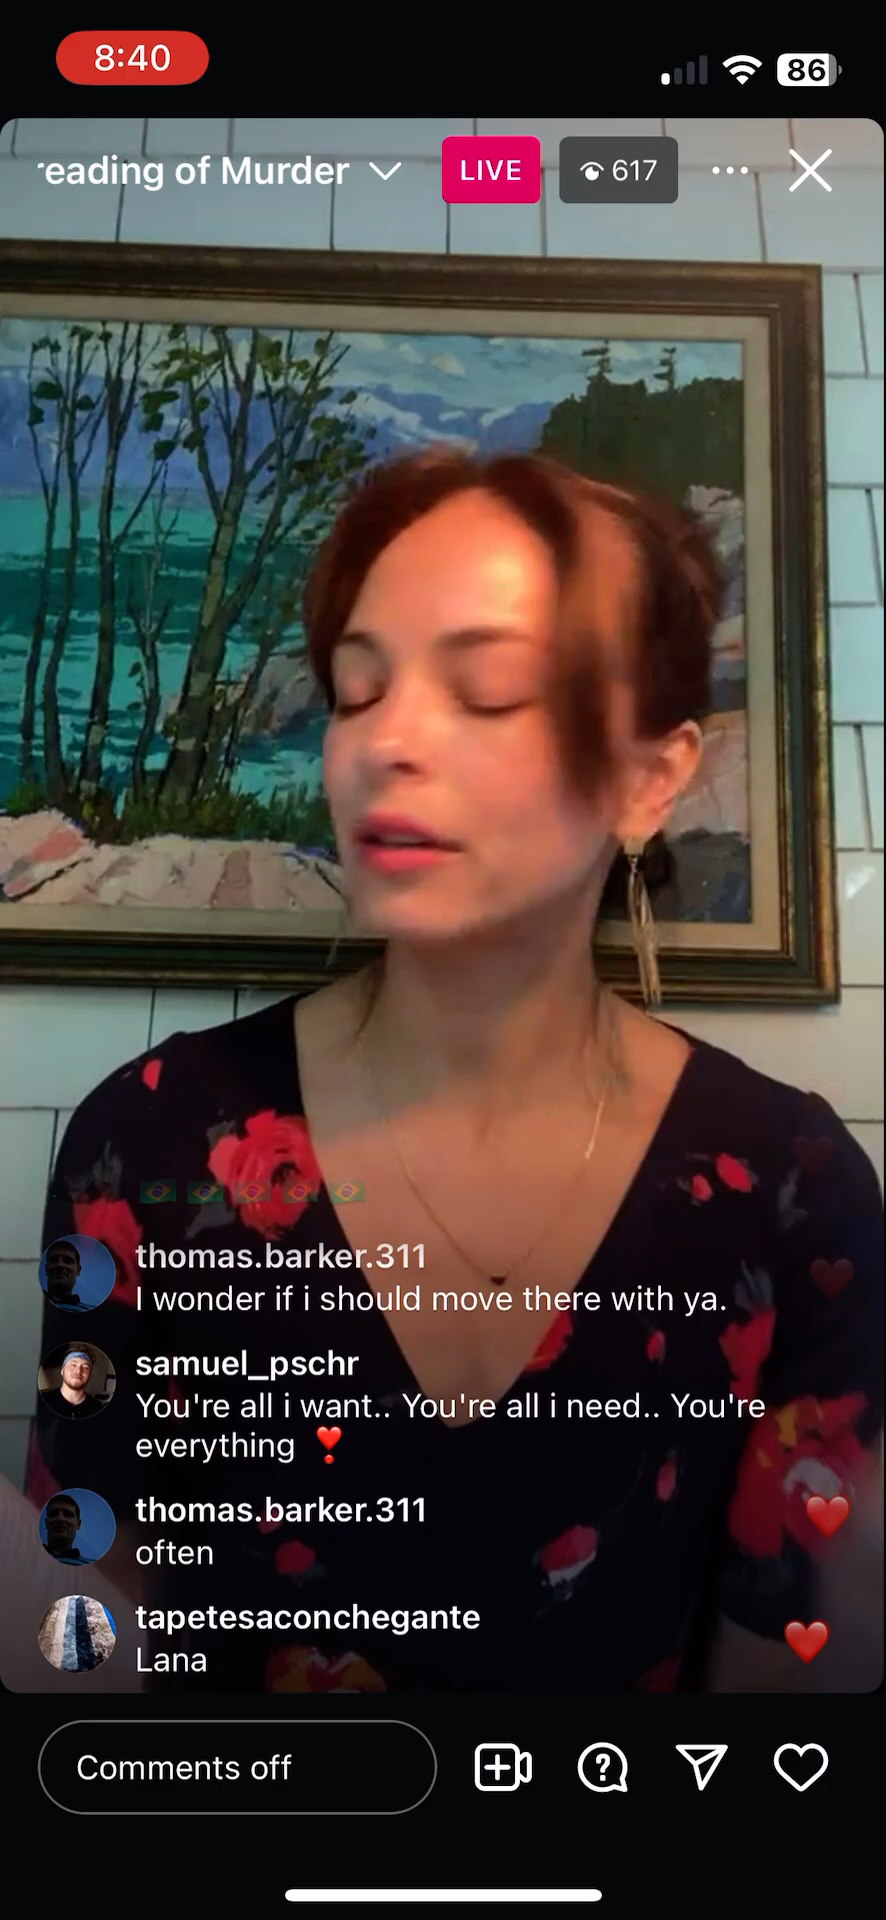 8:40
86
eading of Murder
LIVE
617
thomas.barker.311
I wonder if i should move there with ya.
samuel_pschr
You're all i want.. You're all i need.. You're
everything ❣️
thomas.barker.311
often
tapetesaconchegante
Lana
Comments off